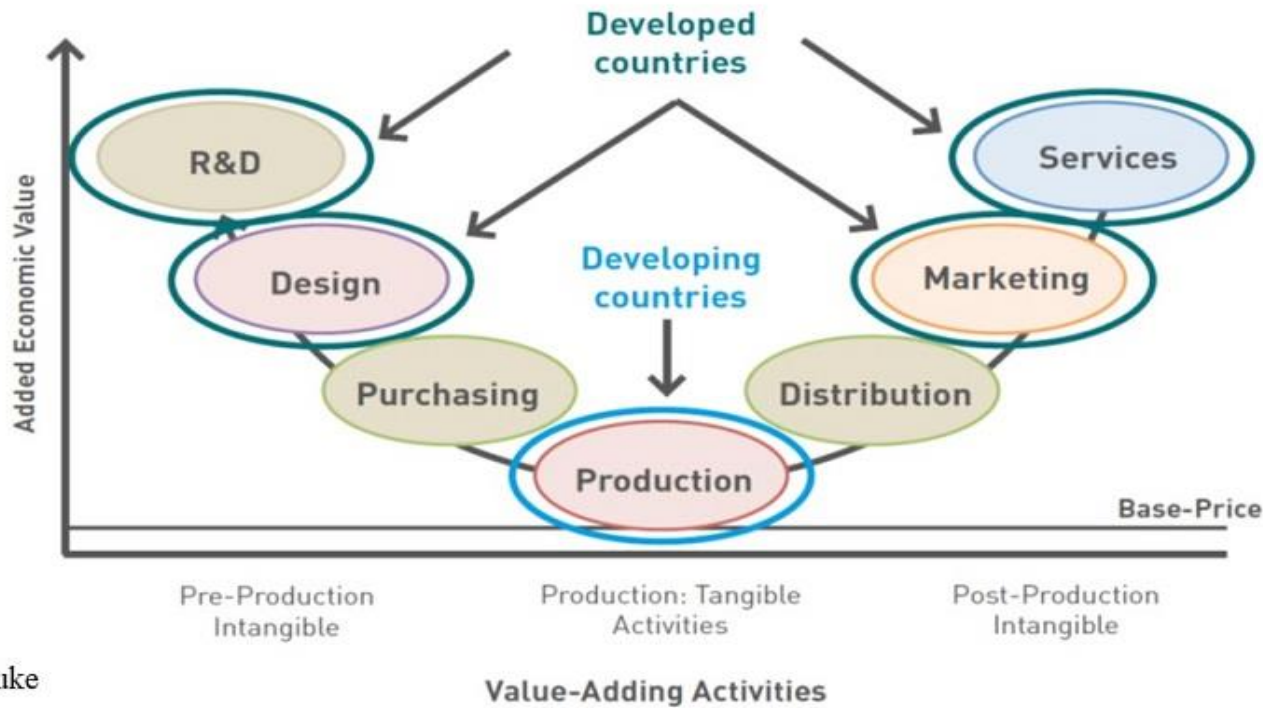 Developed
countries
R&D
Services
Design
Marketing
Developing
countries
Purchasing
Distribution
Production
Base-Price
Added Economic Value
Pre-Production
Intangible
Production: Tangible
Activities
Post-Production
Intangible
Value-Adding Activities